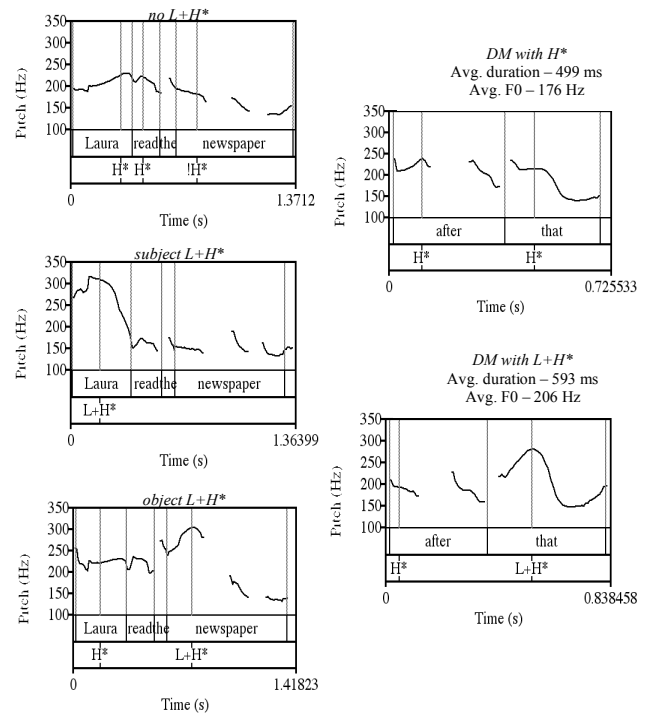 no L+H*
350
300
250
200
150
100
Pitch (Hz)
Laura read the newspaper
H* H* !H*
0 1.3712
Time (s)
subject L+H*
350
300
250
200
150
100
Pitch (Hz)
Laura read the newspaper
L+H*
0 1.36399
Time (s)
object L+H*
350
300
250
200
150
100
Pitch (Hz)
Laura read the newspaper
H* L+H*
0 1.41823
Time (s)
DM with H*
Avg. duration – 499 ms
Avg. F0 – 176 Hz
350
300
250
200
150
100
Pitch (Hz)
after that
H* H*
0 0.725533
Time (s)
DM with L+H*
Avg. duration – 593 ms
Avg. F0 – 206 Hz
350
300
250
200
150
100
Pitch (Hz)
after that
H* L+H*
0 0.838458
Time (s)